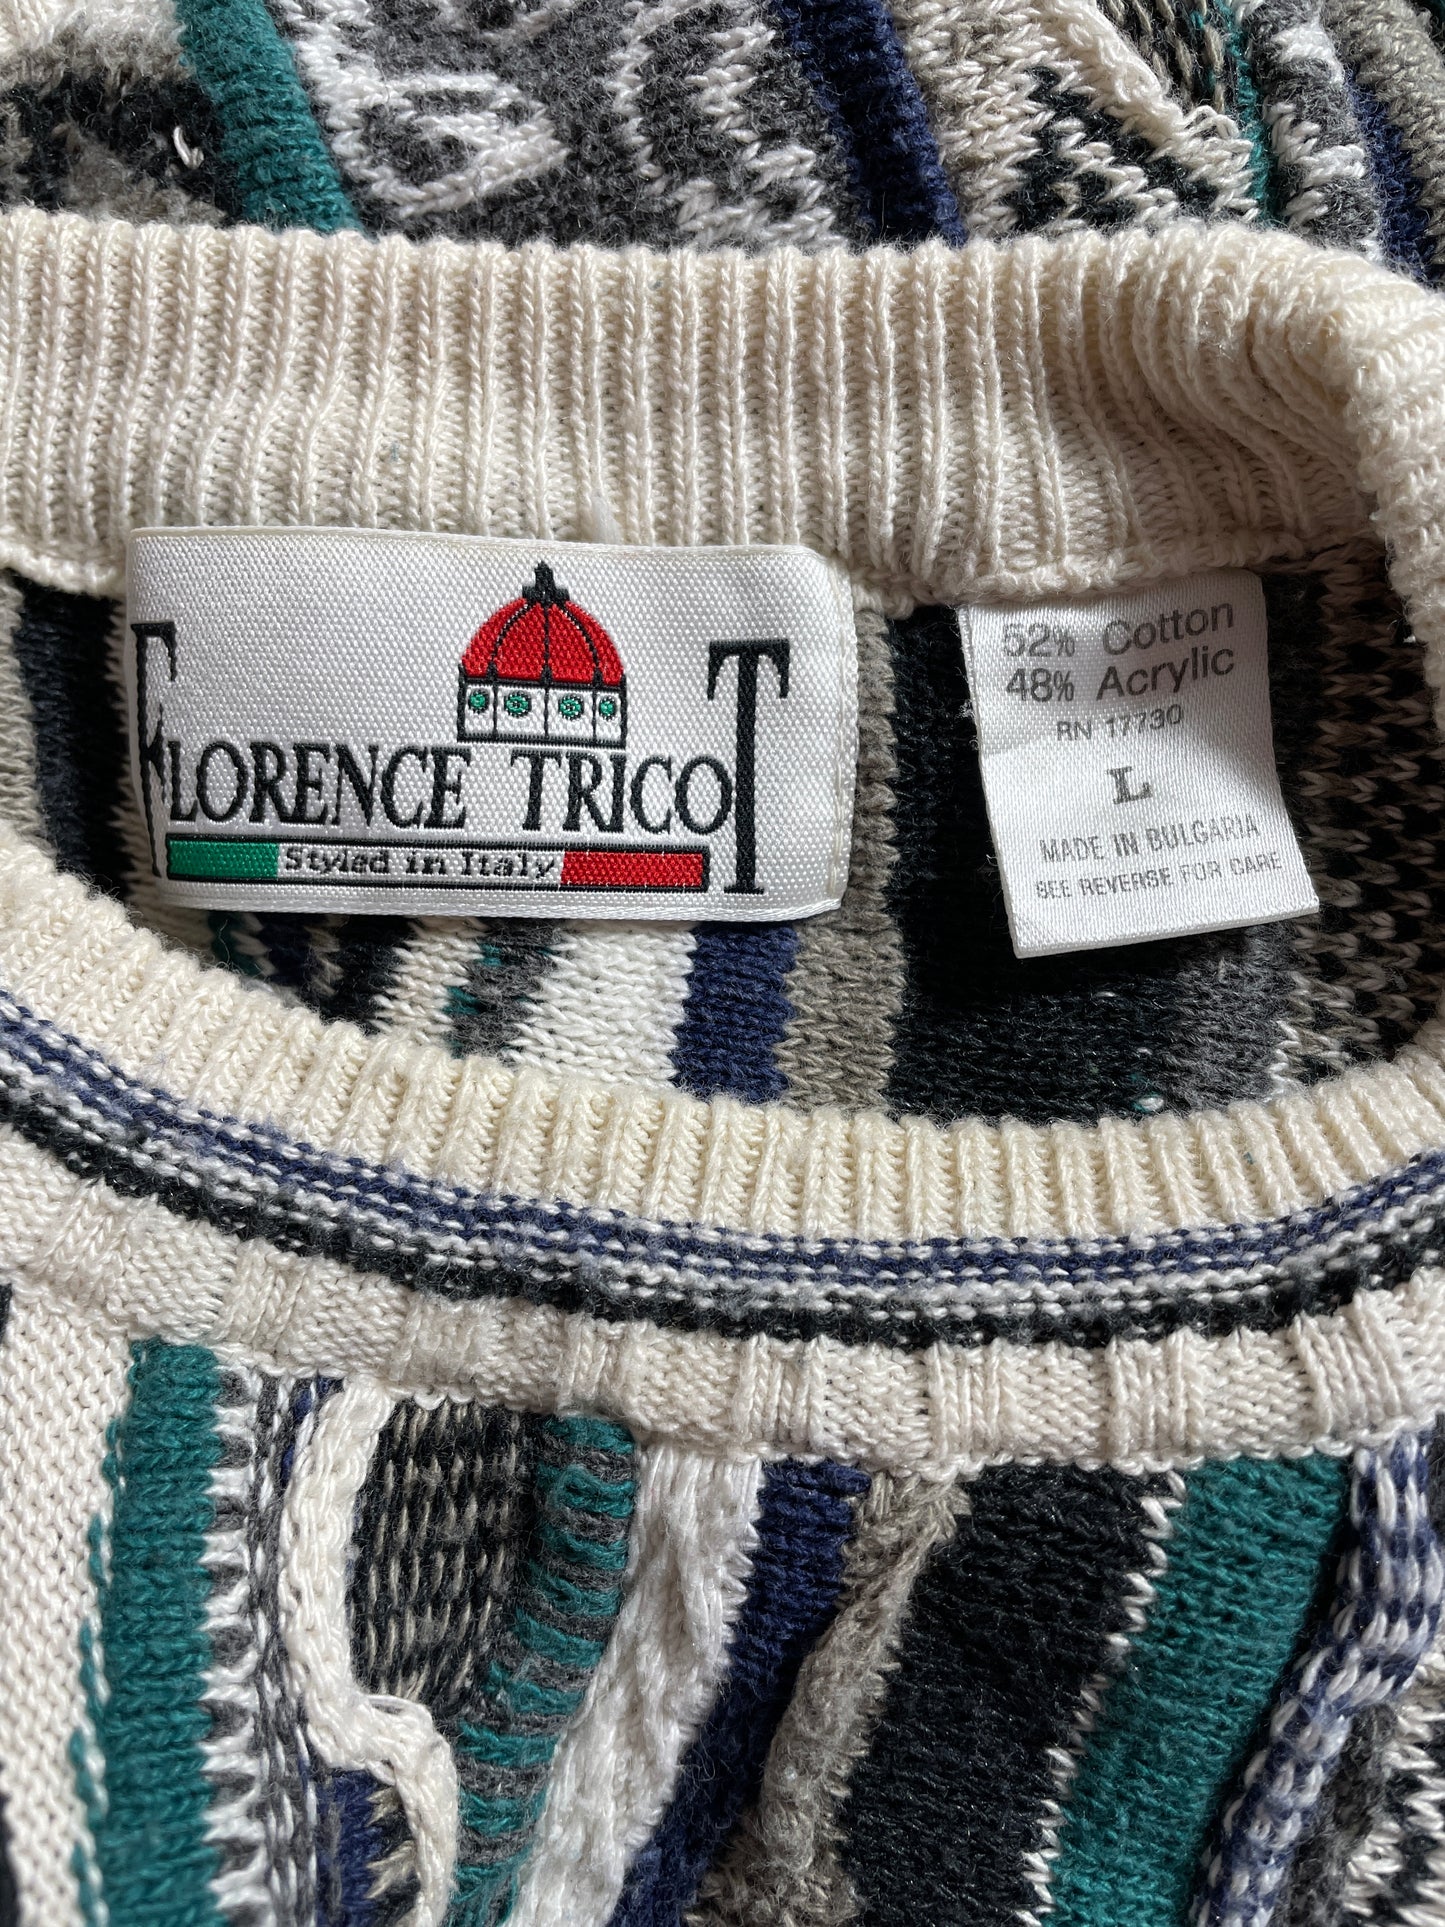 FLORENCE TRICOT
Styled in Italy
52% Cotton
48% Acrylic
RN 17730
L
MADE IN BULGARIA
SEE REVERSE FOR CARE